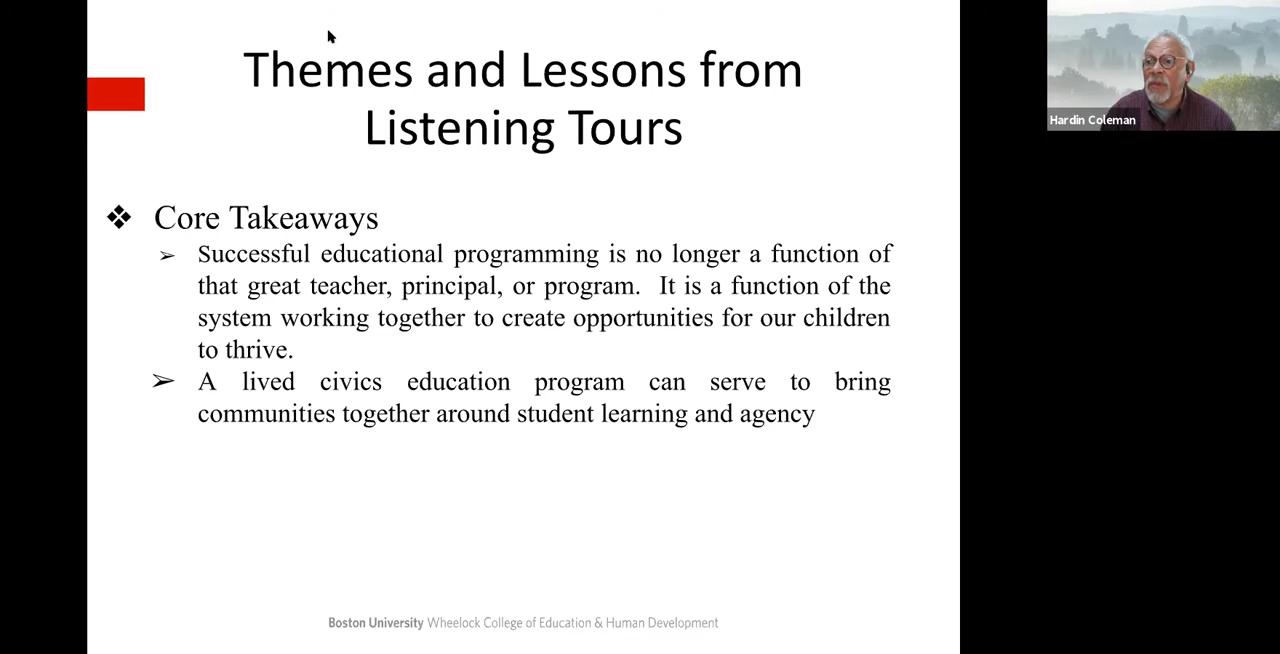 Themes and Lessons from
Listening Tours
Hardin Coleman
❖ Core Takeaways
➢ Successful educational programming is no longer a function of
that great teacher, principal, or program.  It is a function of the
system working together to create opportunities for our children
to thrive.
➢ A lived civics education program can serve to bring
communities together around student learning and agency
Boston University Wheelock College of Education & Human Development